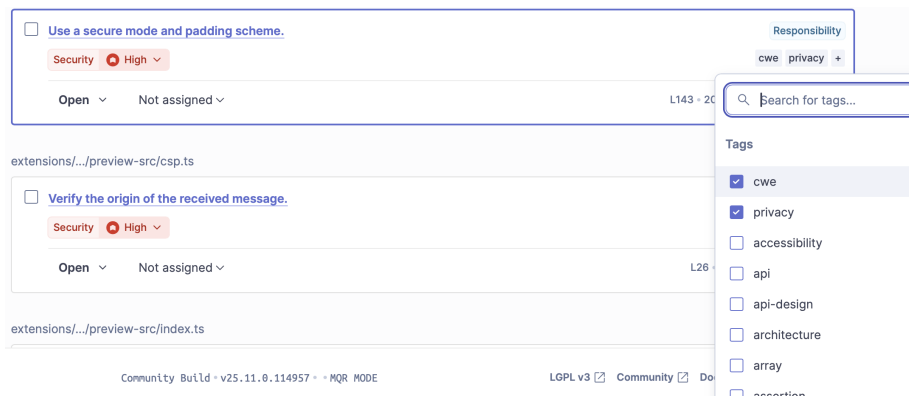 Use a secure mode and padding scheme.
Responsibility
Security High
cwe privacy +
Open Not assigned
L143
Search for tags...
Tags
extensions/.../preview-src/csp.ts
cwe
Verify the origin of the received message.
privacy
Security High
accessibility
Open Not assigned
L26
api
api-design
extensions/.../preview-src/index.ts
architecture
array
Community Build v25.11.0.114957 MQR MODE
LGPL v3 Community